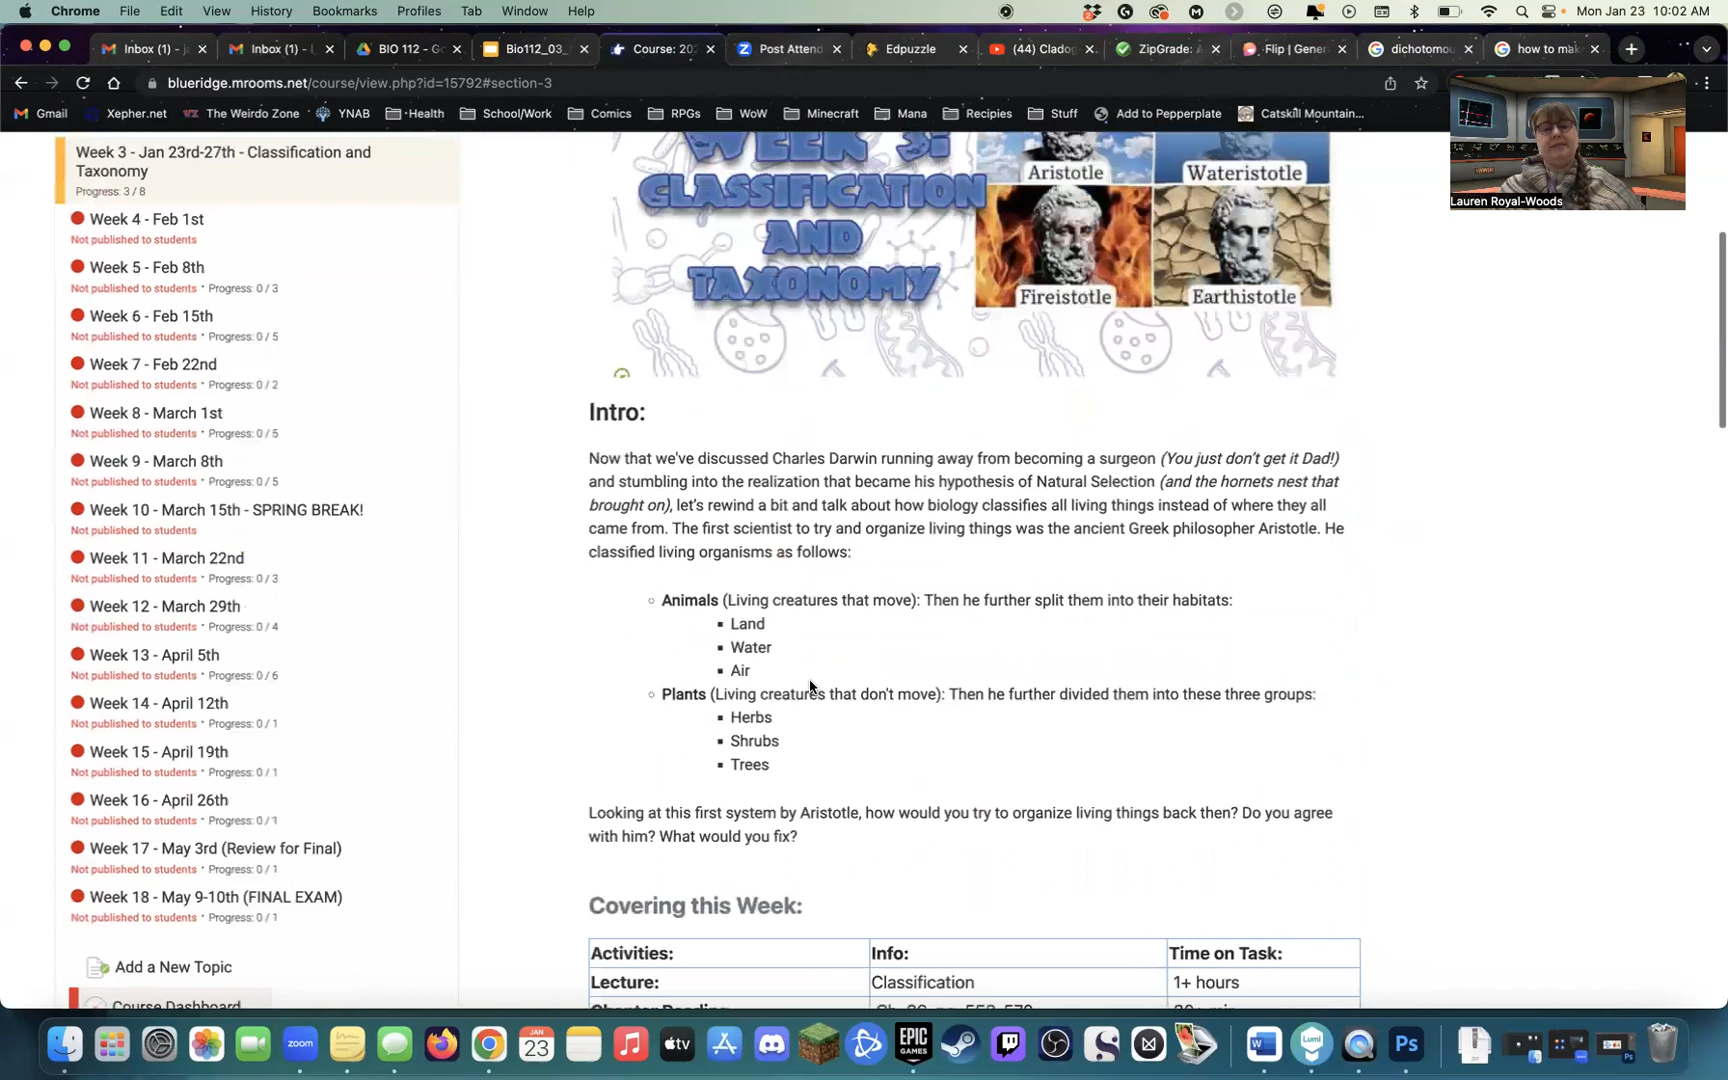 Chrome File Edit View History Bookmarks Profiles Tab Window Help Mon Jan 23 10:02 AM
Inbox (1) - j Inbox (1) - l BIO 112 - G Bio112_03_ Course: 20 Post Attend Edpuzzle (44) Cladog ZipGrade: Flip | Gener dichotomou how to mak
blueridge.mrooms.net/course/view.php?id=15792#section-3
Gmail Xepher.net The Weirdo Zone YNAB Health School/Work Comics RPGs WoW Minecraft Mana Recipies Stuff Add to Pepperplate Catskill Mountain...
Lauren Royal-Woods
Week 3 - Jan 23rd-27th - Classification and
Taxonomy
Progress: 3 / 8
Week 4 - Feb 1st
Not published to students
Week 5 - Feb 8th
Not published to students · Progress: 0 / 3
Week 6 - Feb 15th
Not published to students · Progress: 0 / 5
Week 7 - Feb 22nd
Not published to students · Progress: 0 / 2
Week 8 - March 1st
Not published to students · Progress: 0 / 5
Week 9 - March 8th
Not published to students · Progress: 0 / 5
Week 10 - March 15th - SPRING BREAK!
Not published to students
Week 11 - March 22nd
Not published to students · Progress: 0 / 3
Week 12 - March 29th
Not published to students · Progress: 0 / 4
Week 13 - April 5th
Not published to students · Progress: 0 / 6
Week 14 - April 12th
Not published to students · Progress: 0 / 1
Week 15 - April 19th
Not published to students · Progress: 0 / 1
Week 16 - April 26th
Not published to students · Progress: 0 / 1
Week 17 - May 3rd (Review for Final)
Not published to students · Progress: 0 / 1
Week 18 - May 9-10th (FINAL EXAM)
Not published to students · Progress: 0 / 1
Add a New Topic
Course Dashboard
WEEK 3:
CLASSIFICATION
AND
TAXONOMY
Aristotle Wateristotle
Fireistotle Earthistotle
Intro:
Now that we've discussed Charles Darwin running away from becoming a surgeon (You just don't get it Dad!)
and stumbling into the realization that became his hypothesis of Natural Selection (and the hornets nest that
brought on), let's rewind a bit and talk about how biology classifies all living things instead of where they all
came from. The first scientist to try and organize living things was the ancient Greek philosopher Aristotle. He
classified living organisms as follows:
Animals (Living creatures that move): Then he further split them into their habitats:
Land
Water
Air
Plants (Living creatures that don't move): Then he further divided them into these three groups:
Herbs
Shrubs
Trees
Looking at this first system by Aristotle, how would you try to organize living things back then? Do you agree
with him? What would you fix?
Covering this Week:
Activities: Info: Time on Task:
Lecture: Classification 1+ hours
JAN
23
zoom
tv
EPIC
GAMES
Lumi
Ps